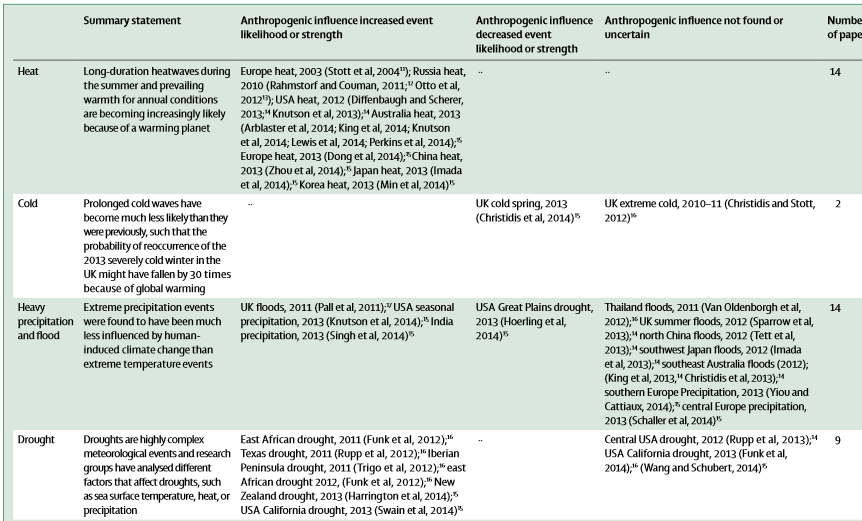 Summary statement
Anthropogenic influence increased event
likelihood or strength
Anthropogenic influence
decreased event
likelihood or strength
Anthropogenic influence not found or
uncertain
Number
of pape
Heat
Long-duration heatwaves during
the summer and prevailing
warmth for annual conditions
are becoming increasingly likely
because of a warming planet
Europe heat, 2003 (Stott et al, 2004¹¹); Russia heat,
2010 (Rahmstorf and Couman, 2011;¹² Otto et al,
2012¹³); USA heat, 2012 (Diffenbaugh and Scherer,
2013;¹⁴ Knutson et al, 2013);¹⁴ Australia heat, 2013
(Arblaster et al, 2014; King et al, 2014; Knutson
et al, 2014; Lewis et al, 2014; Perkins et al, 2014);¹⁵
Europe heat, 2013 (Dong et al, 2014);¹⁵ China heat,
2013 (Zhou et al, 2014);¹⁵ Japan heat, 2013 (Imada
et al, 2014);¹⁵ Korea heat, 2013 (Min et al, 2014)¹⁵
··
··
14
Cold
Prolonged cold waves have
become much less likely than they
were previously, such that the
probability of reoccurrence of the
2013 severely cold winter in the
UK might have fallen by 30 times
because of global warming
··
UK cold spring, 2013
(Christidis et al, 2014)¹⁵
UK extreme cold, 2010–11 (Christidis and Stott,
2012)¹⁶
2
Heavy
precipitation
and flood
Extreme precipitation events
were found to have been much
less influenced by human-
induced climate change than
extreme temperature events
UK floods, 2011 (Pall et al, 2011);¹⁷ USA seasonal
precipitation, 2013 (Knutson et al, 2014);¹⁵ India
precipitation, 2013 (Singh et al, 2014)¹⁵
USA Great Plains drought,
2013 (Hoerling et al,
2014)¹⁵
Thailand floods, 2011 (Van Oldenborgh et al,
2012);¹⁶ UK summer floods, 2012 (Sparrow et al,
2013);¹⁴ north China floods, 2012 (Tett et al,
2013);¹⁴ southwest Japan floods, 2012 (Imada
et al, 2013);¹⁴ southeast Australia floods (2012);
(King et al, 2013,¹⁴ Christidis et al, 2013);¹⁴
southern Europe Precipitation, 2013 (Yiou and
Cattiaux, 2014);¹⁵ central Europe precipitation,
2013 (Schaller et al, 2014)¹⁵
14
Drought
Droughts are highly complex
meteorological events and research
groups have analysed different
factors that affect droughts, such
as sea surface temperature, heat, or
precipitation
East African drought, 2011 (Funk et al, 2012);¹⁶
Texas drought, 2011 (Rupp et al, 2012);¹⁶ Iberian
Peninsula drought, 2011 (Trigo et al, 2012);¹⁶ east
African drought 2012, (Funk et al, 2012);¹⁶ New
Zealand drought, 2013 (Harrington et al, 2014);¹⁵
USA California drought, 2013 (Swain et al, 2014)¹⁵
··
Central USA drought, 2012 (Rupp et al, 2013);¹⁴
USA California drought, 2013 (Funk et al,
2014);¹⁶ (Wang and Schubert, 2014)¹⁵
9